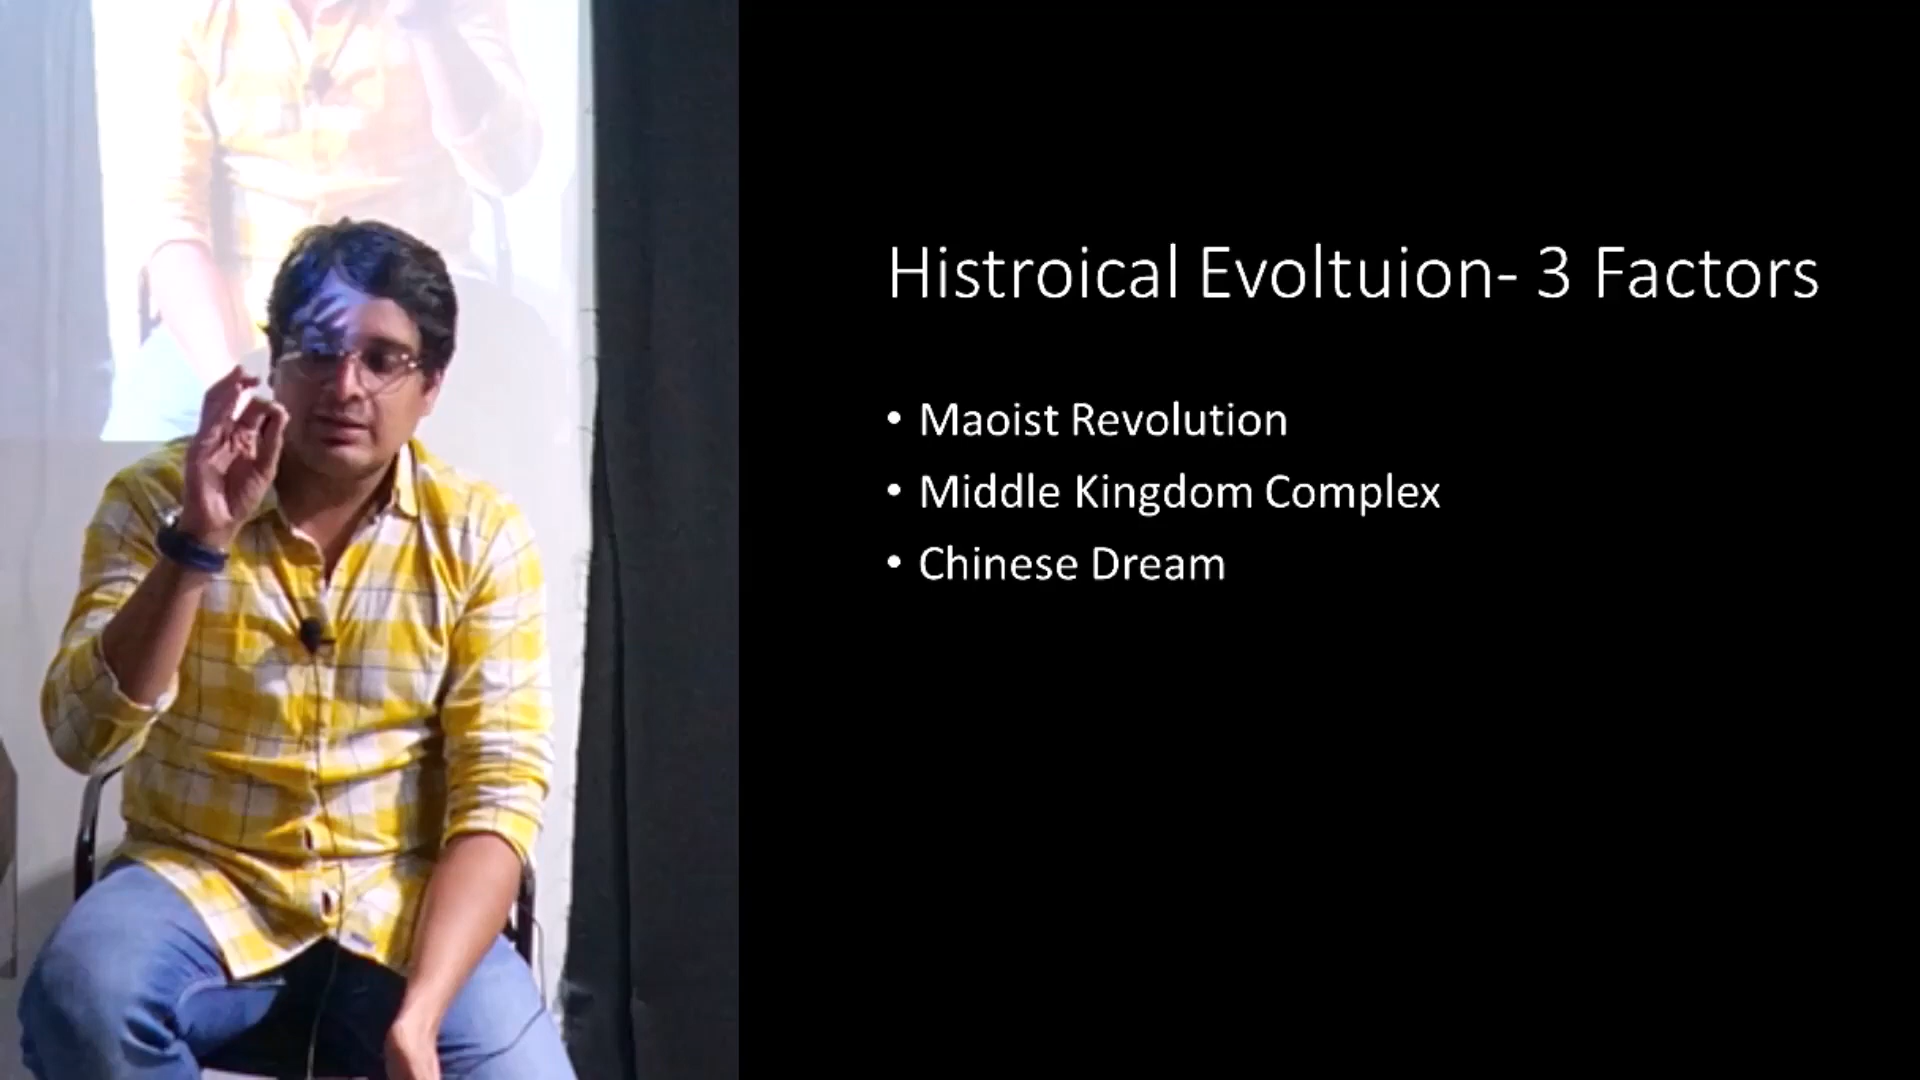 Histroical Evoltuion- 3 Factors
• Maoist Revolution
• Middle Kingdom Complex
• Chinese Dream